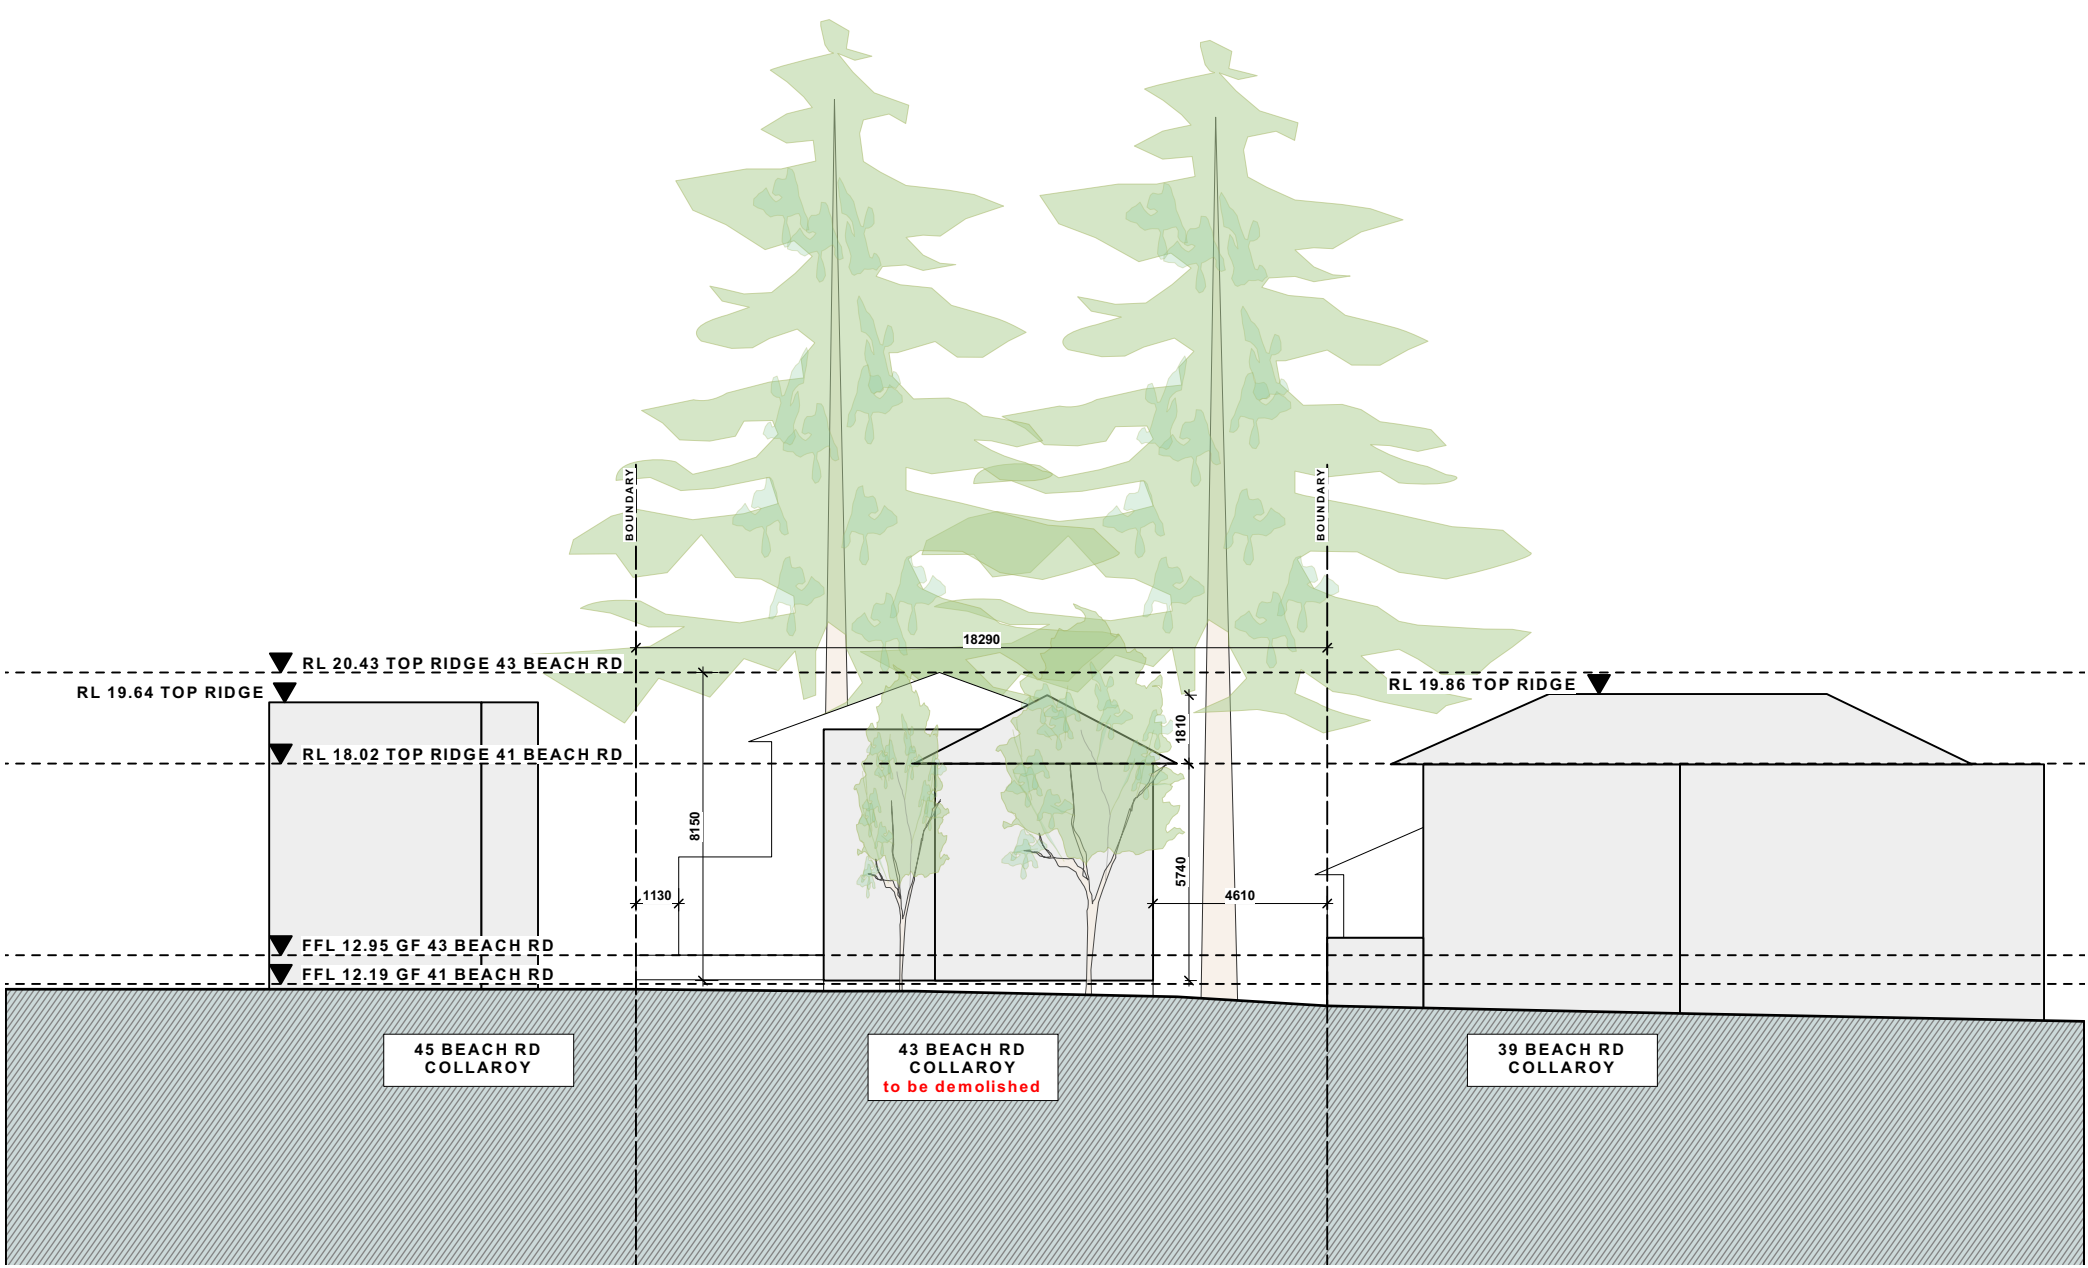 BOUNDARY
BOUNDARY
18290
RL 20.43 TOP RIDGE 43 BEACH RD
RL 19.64 TOP RIDGE
RL 19.86 TOP RIDGE
1810
RL 18.02 TOP RIDGE 41 BEACH RD
8150
5740
1130
4610
FFL 12.95 GF 43 BEACH RD
FFL 12.19 GF 41 BEACH RD
45 BEACH RD
COLLAROY
43 BEACH RD
COLLAROY
to be demolished
39 BEACH RD
COLLAROY